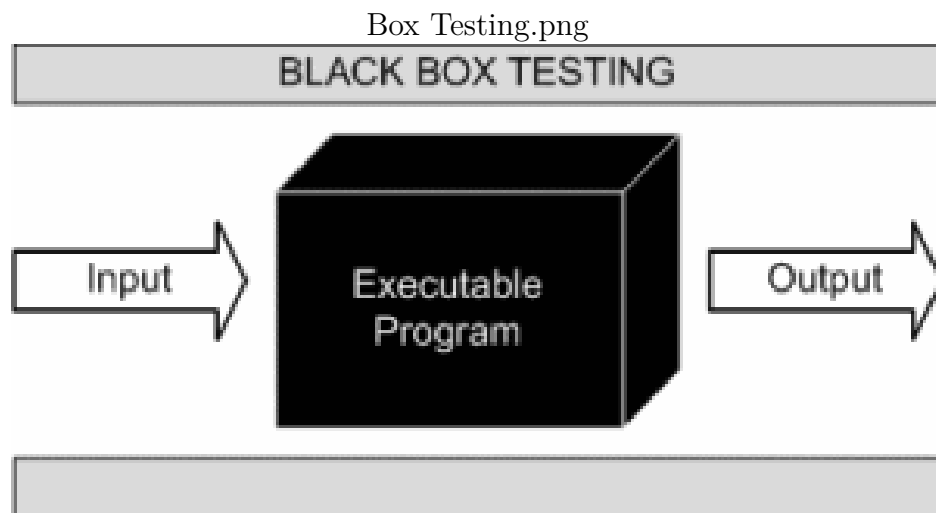 Box Testing.png
BLACK BOX TESTING
Input
Executable
Program
Output